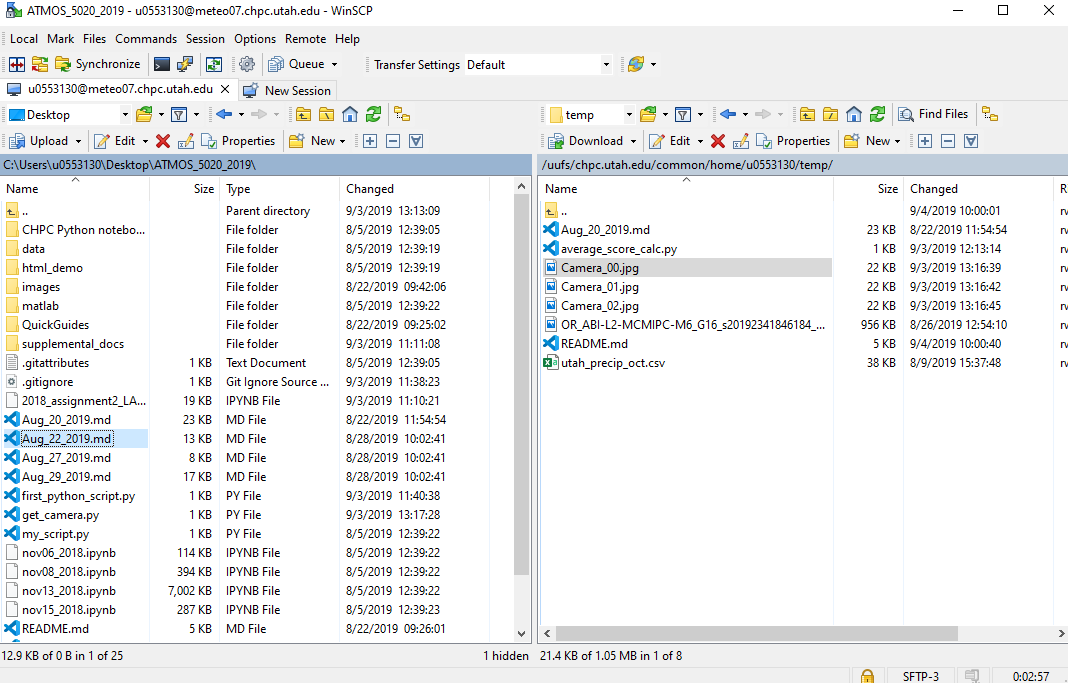 ATMOS_5020_2019 - u0553130@meteo07.chpc.utah.edu - WinSCP
Local Mark Files Commands Session Options Remote Help
Synchronize Queue Transfer Settings Default
u0553130@meteo07.chpc.utah.edu New Session
Desktop temp Find Files
Upload Edit Properties New Download Edit Properties New
C:\Users\u0553130\Desktop\ATMOS_5020_2019\ /uufs/chpc.utah.edu/common/home/u0553130/temp/
Name Size Type Changed
.. Parent directory 9/3/2019 13:13:09
CHPC Python notebo... File folder 8/5/2019 12:39:05
data File folder 8/5/2019 12:39:19
html_demo File folder 8/5/2019 12:39:19
images File folder 8/22/2019 09:42:06
matlab File folder 8/5/2019 12:39:22
QuickGuides File folder 8/22/2019 09:25:02
supplemental_docs File folder 9/3/2019 11:11:08
.gitattributes 1 KB Text Document 8/5/2019 12:39:05
.gitignore 1 KB Git Ignore Source ... 9/3/2019 11:38:23
2018_assignment2_LA... 19 KB IPYNB File 9/3/2019 11:10:21
Aug_20_2019.md 23 KB MD File 8/22/2019 11:54:54
Aug_22_2019.md 13 KB MD File 8/28/2019 10:02:41
Aug_27_2019.md 8 KB MD File 8/28/2019 10:02:41
Aug_29_2019.md 17 KB MD File 8/28/2019 10:02:41
first_python_script.py 1 KB PY File 9/3/2019 11:40:38
get_camera.py 1 KB PY File 9/3/2019 13:17:28
my_script.py 1 KB PY File 8/5/2019 12:39:22
nov06_2018.ipynb 114 KB IPYNB File 8/5/2019 12:39:22
nov08_2018.ipynb 394 KB IPYNB File 8/5/2019 12:39:22
nov13_2018.ipynb 7,002 KB IPYNB File 8/5/2019 12:39:22
nov15_2018.ipynb 287 KB IPYNB File 8/5/2019 12:39:23
README.md 5 KB MD File 8/22/2019 09:26:01
Name Size Changed R
.. 9/4/2019 10:00:01 rv
Aug_20_2019.md 23 KB 8/22/2019 11:54:54 rv
average_score_calc.py 1 KB 9/3/2019 12:13:14 rv
Camera_00.jpg 22 KB 9/3/2019 13:16:39 rv
Camera_01.jpg 22 KB 9/3/2019 13:16:42 rv
Camera_02.jpg 22 KB 9/3/2019 13:16:45 rv
OR_ABI-L2-MCMIPC-M6_G16_s20192341846184_... 956 KB 8/26/2019 12:54:10 rv
README.md 5 KB 9/4/2019 10:00:40 rv
utah_precip_oct.csv 38 KB 8/9/2019 15:37:48 rv
12.9 KB of 0 B in 1 of 25 1 hidden 21.4 KB of 1.05 MB in 1 of 8
SFTP-3 0:02:57